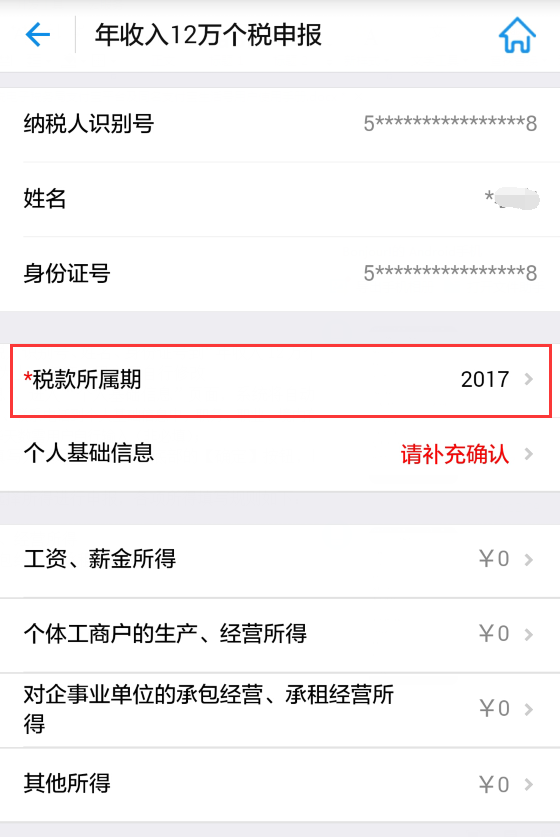 年收入12万个税申报
纳税人识别号 5****************8
姓名 *
身份证号 5****************8
*税款所属期 2017
个人基础信息 请补充确认
工资、薪金所得 ￥0
个体工商户的生产、经营所得 ￥0
对企事业单位的承包经营、承租经营所
得 ￥0
其他所得 ￥0